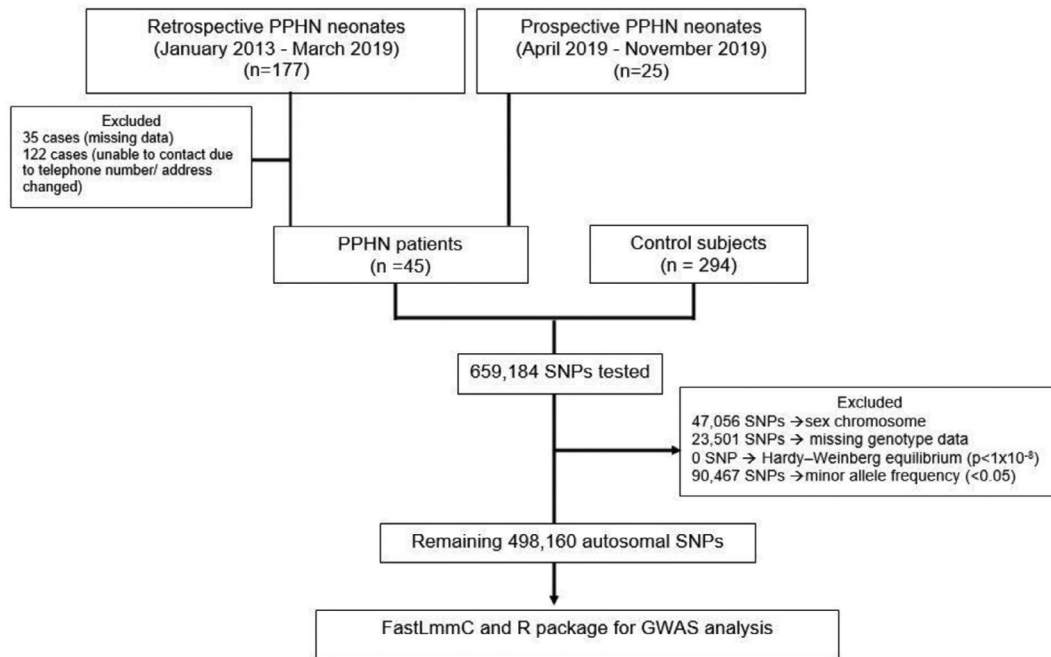 Retrospective PPHN neonates
(January 2013 - March 2019)
(n=177)
Prospective PPHN neonates
(April 2019 - November 2019)
(n=25)
Excluded
35 cases (missing data)
122 cases (unable to contact due
to telephone number/ address
changed)
PPHN patients
(n =45)
Control subjects
(n = 294)
659,184 SNPs tested
Excluded
47,056 SNPs →sex chromosome
23,501 SNPs → missing genotype data
0 SNP → Hardy–Weinberg equilibrium (p<1x10⁻⁸)
90,467 SNPs →minor allele frequency (<0.05)
Remaining 498,160 autosomal SNPs
FastLmmC and R package for GWAS analysis